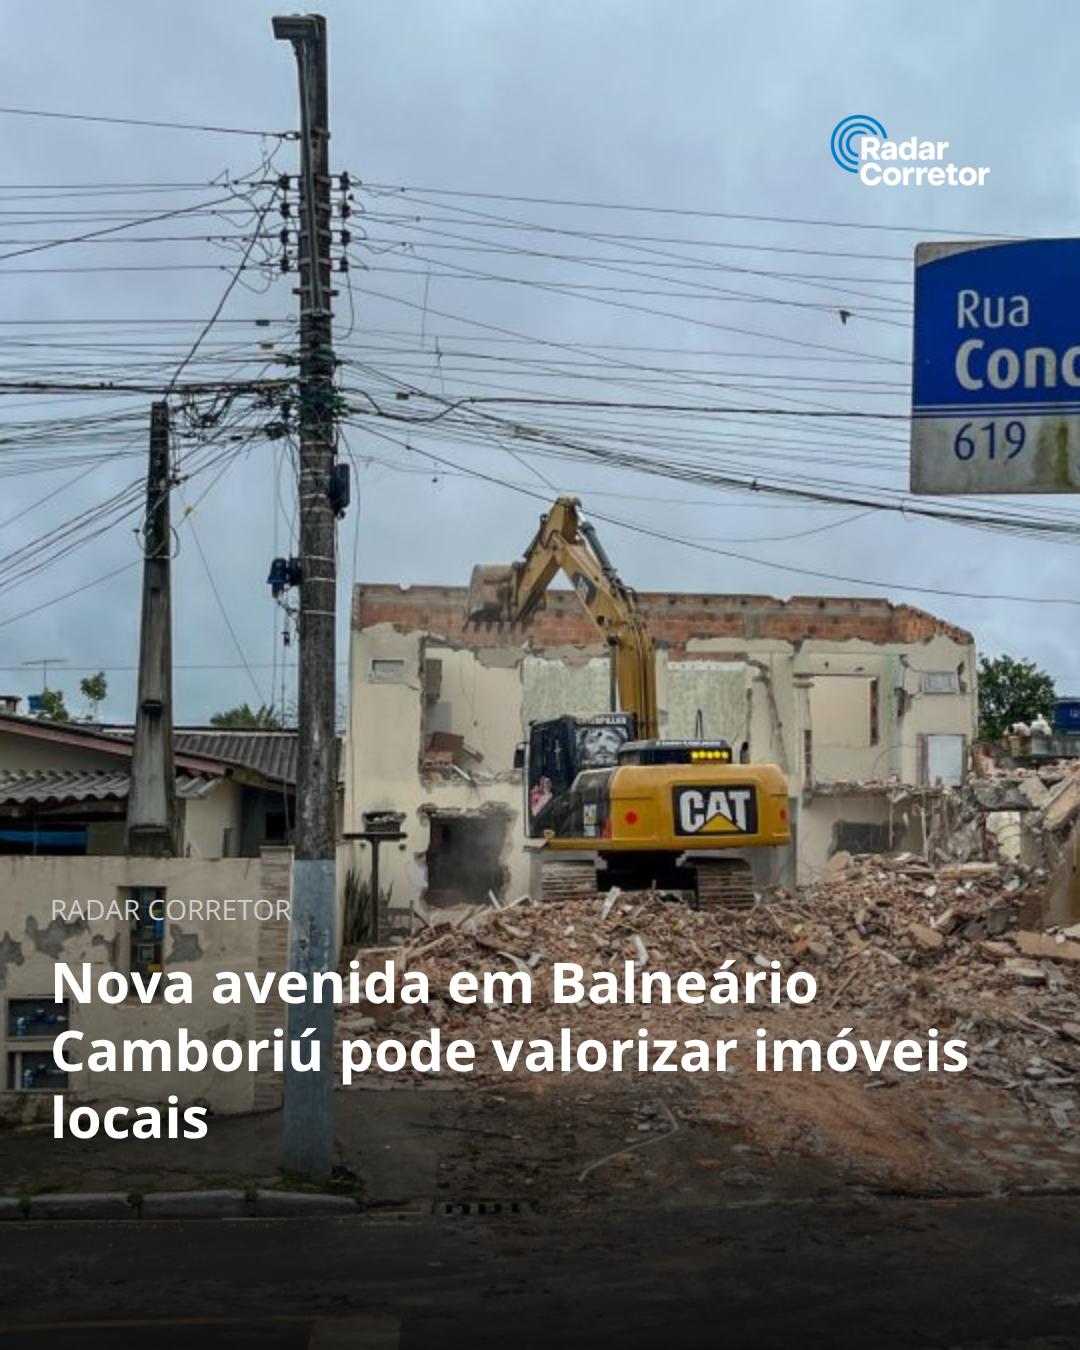 Radar
Corretor
Rua
Conc
619
CAT
RADAR CORRETOR
Nova avenida em Balneário
Camboriú pode valorizar imóveis
locais